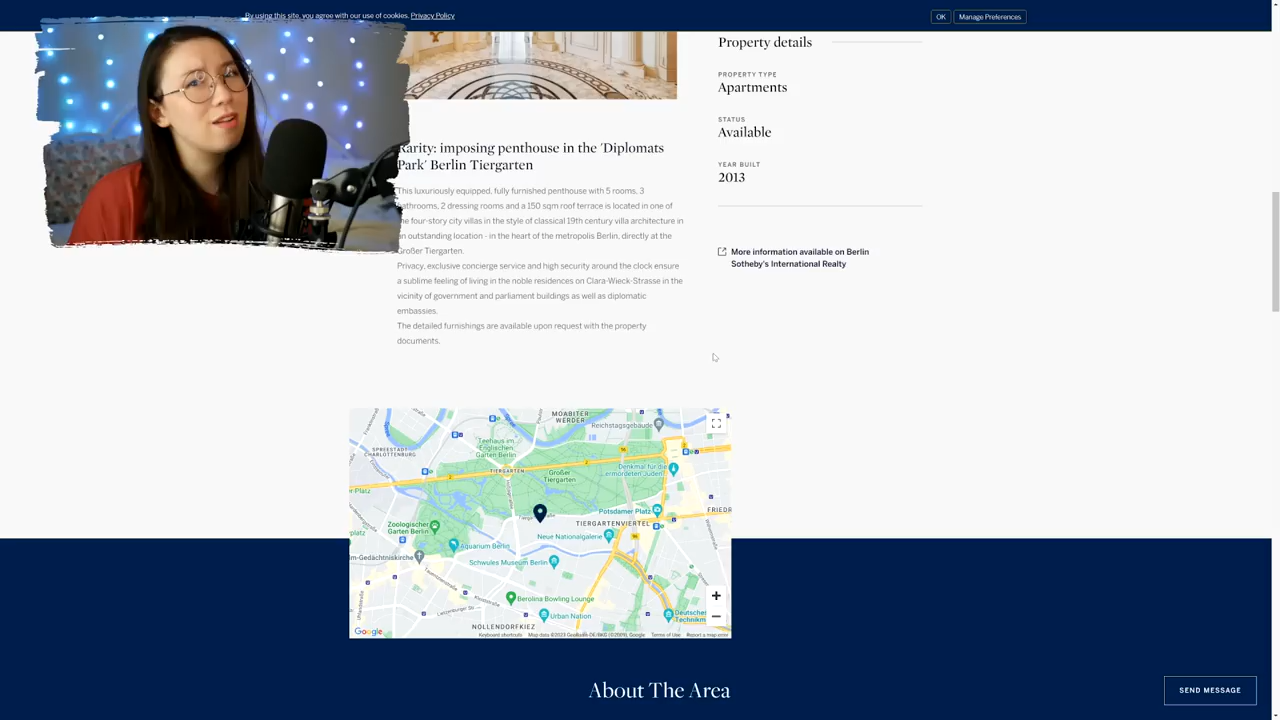 By using this site, you agree with our use of cookies. Privacy Policy
OK
Manage Preferences
Property details
PROPERTY TYPE
Apartments
STATUS
Available
YEAR BUILT
2013
More information available on Berlin
Sotheby's International Realty
Rarity: imposing penthouse in the 'Diplomats
Park' Berlin Tiergarten
This luxuriously equipped, fully furnished penthouse with 5 rooms, 3
bathrooms, 2 dressing rooms and a 150 sqm roof terrace is located in one of
the four-story city villas in the style of classical 19th century villa architecture in
an outstanding location - in the heart of the metropolis Berlin, directly at the
Großer Tiergarten.
Privacy, exclusive concierge service and high security around the clock ensure
a sublime feeling of living in the noble residences on Clara-Wieck-Strasse in the
vicinity of government and parliament buildings as well as diplomatic
embassies.
The detailed furnishings are available upon request with the property
documents.
MOABITER
WERDER
Reichstagsgebäude
Teehaus im
Englischen
Garten Berlin
SPREESTADT
CHARLOTTENBURG
TIERGARTEN
Großer
Tiergarten
Denkmal für die
ermordeten Juden
er-Platz
Potsdamer Platz
FRIEDR
TIERGARTENVIERTEL
Zoologischer
Garten Berlin
Neue Nationalgalerie
lm-Gedächtniskirche
Aquarium Berlin
Schwules Museum Berlin
Berolina Bowling Lounge
Urban Nation
Deutsches
Technikm
NOLLENDORFKIEZ
+
−
Google
Keyboard shortcuts
Map data ©2023 GeoBasis-DE/BKG (©2009), Google
Terms of Use
Report a map error
About The Area
SEND MESSAGE